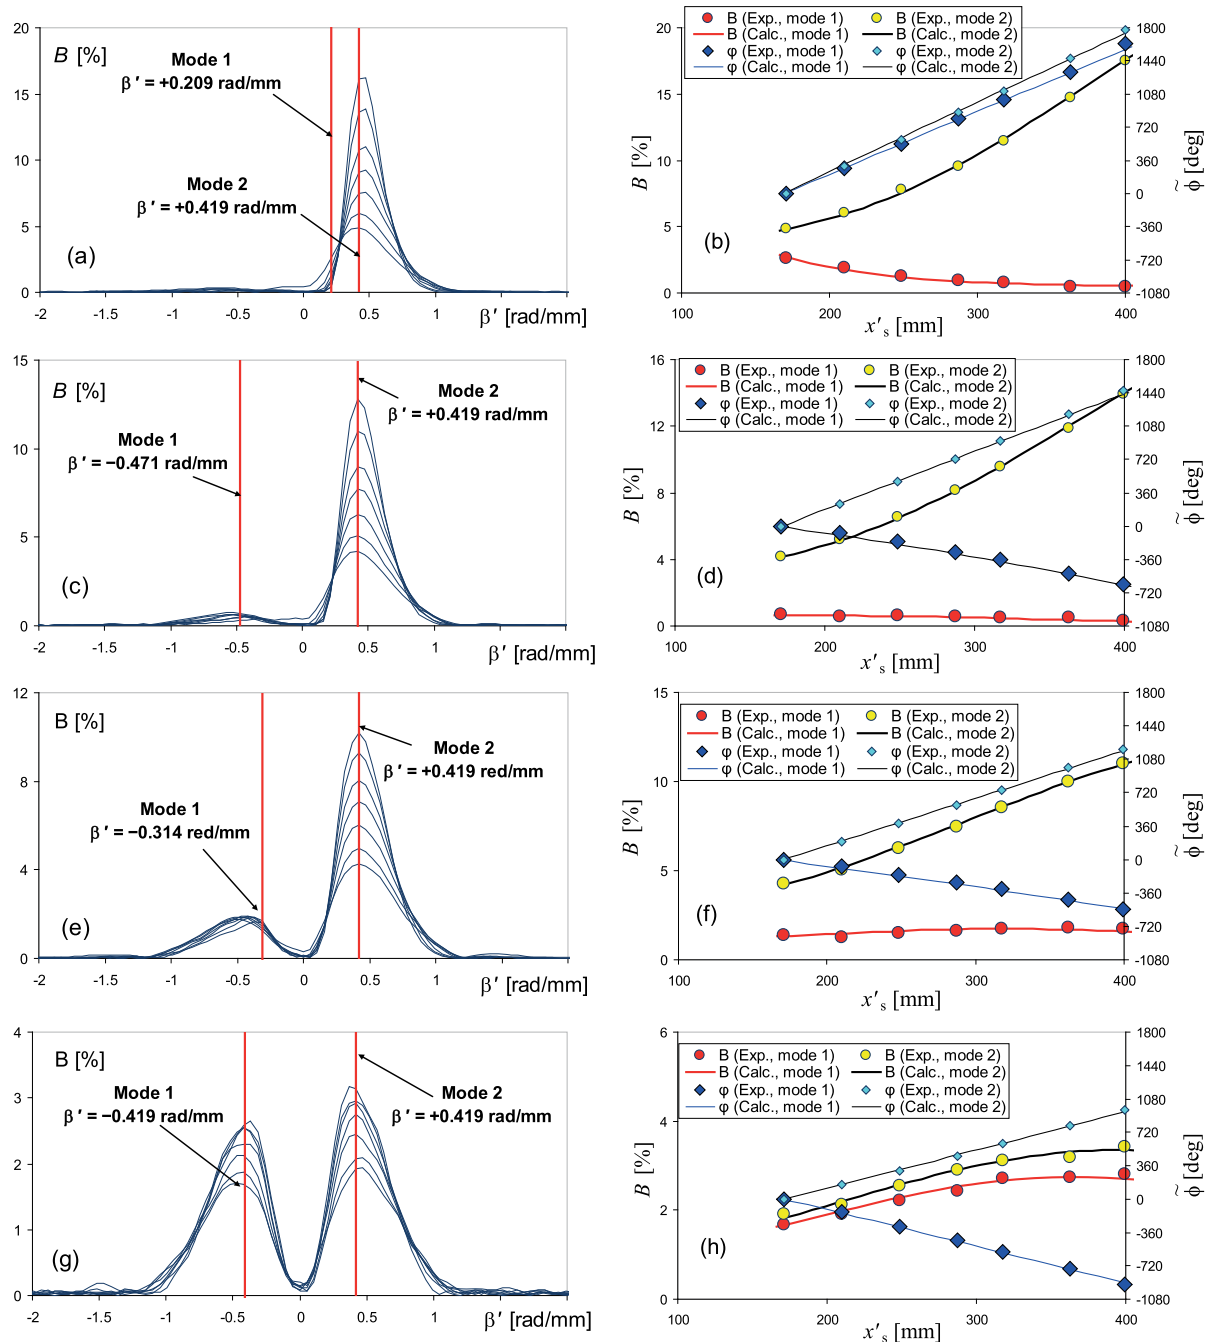 20
15
10
5
0
B [%]
Mode 1
β′ = +0.209 rad/mm
Mode 2
β′ = +0.419 rad/mm
(a)
-2 -1.5 -1 -0.5 0 0.5 1
β′ [rad/mm]
B (Exp., mode 1) B (Exp., mode 2)
B (Calc., mode 1) B (Calc., mode 2)
φ (Exp., mode 1) φ (Exp., mode 2)
φ (Calc., mode 1) φ (Calc., mode 2)
20
15
10
5
0
B [%]
1800
1440
1080
720
360
0
-360
-720
-1080
ϕ̃ [deg]
(b)
100 200 300 400
x′s [mm]
15
10
5
0
B [%]
Mode 2
β′ = +0.419 rad/mm
Mode 1
β′ = −0.471 rad/mm
(c)
-2 -1.5 -1 -0.5 0 0.5 1
β′ [rad/mm]
B (Exp., mode 1) B (Exp., mode 2)
B (Calc., mode 1) B (Calc., mode 2)
φ (Exp., mode 1) φ (Exp., mode 2)
φ (Calc., mode 1) φ (Calc., mode 2)
16
12
8
4
0
B [%]
1800
1440
1080
720
360
0
-360
-720
-1080
ϕ̃ [deg]
(d)
100 200 300 400
x′s [mm]
12
8
4
0
B [%]
Mode 2
β′ = +0.419 red/mm
Mode 1
β′ = −0.314 red/mm
(e)
-2 -1.5 -1 -0.5 0 0.5 1
β′ [rad/mm]
B (Exp., mode 1) B (Exp., mode 2)
B (Calc., mode 1) B (Calc., mode 2)
φ (Exp., mode 1) φ (Exp., mode 2)
φ (Calc., mode 1) φ (Calc., mode 2)
15
10
5
0
B [%]
1800
1440
1080
720
360
0
-360
-720
-1080
ϕ̃ [deg]
(f)
100 200 300 400
x′s [mm]
4
3
2
1
0
B [%]
Mode 1
β′ = −0.419 rad/mm
Mode 2
β′ = +0.419 rad/mm
(g)
-2 -1.5 -1 -0.5 0 0.5 1
β′ [rad/mm]
B (Exp., mode 1) B (Exp., mode 2)
B (Calc., mode 1) B (Calc., mode 2)
φ (Exp., mode 1) φ (Exp., mode 2)
φ (Calc., mode 1) φ (Calc., mode 2)
6
4
2
0
B [%]
1800
1440
1080
720
360
0
-360
-720
-1080
ϕ̃ [deg]
(h)
100 200 300 400
x′s [mm]